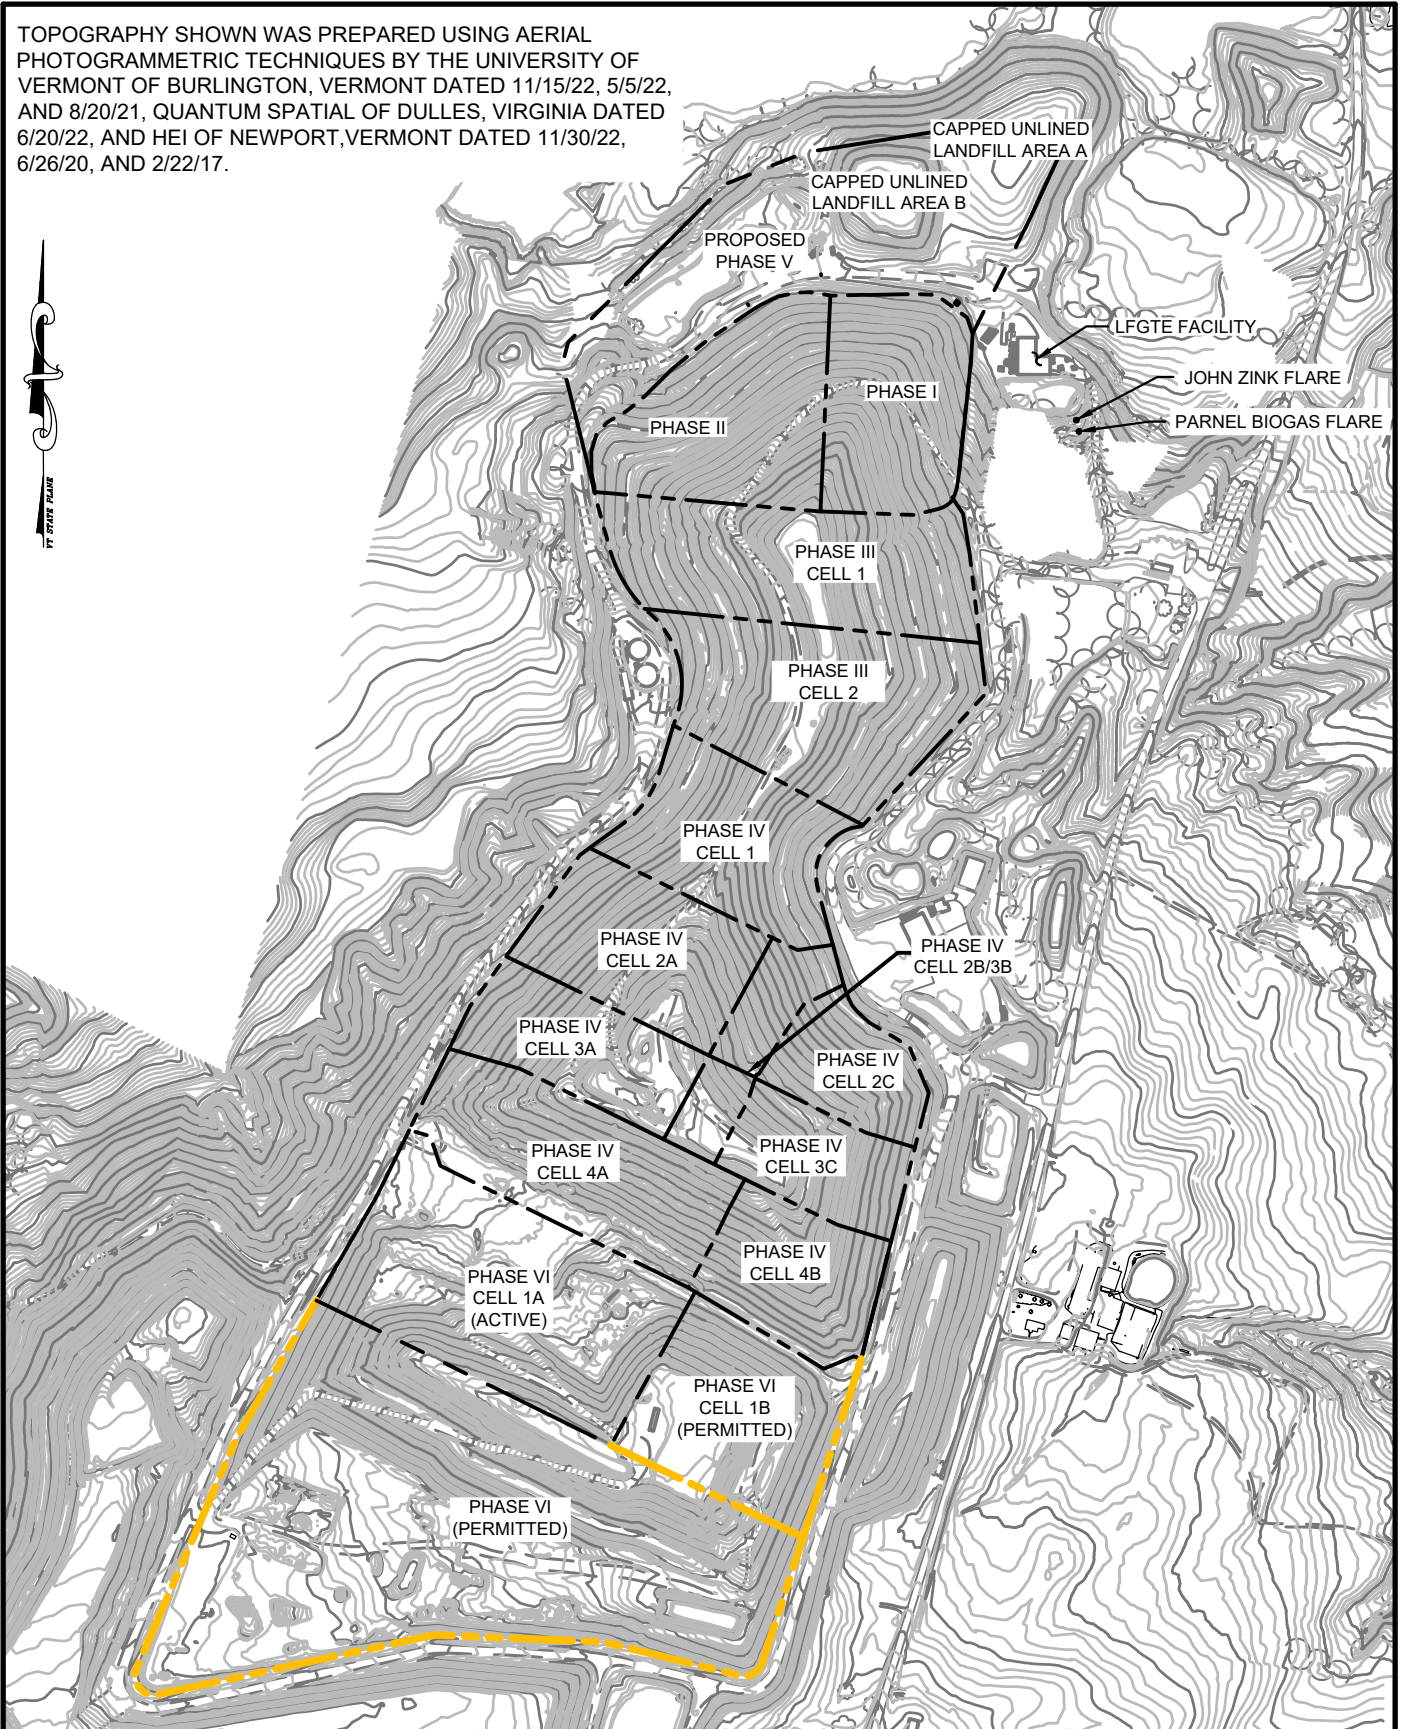 TOPOGRAPHY SHOWN WAS PREPARED USING AERIAL
PHOTOGRAMMETRIC TECHNIQUES BY THE UNIVERSITY OF
VERMONT OF BURLINGTON, VERMONT DATED 11/15/22, 5/5/22,
AND 8/20/21, QUANTUM SPATIAL OF DULLES, VIRGINIA DATED
6/20/22, AND HEI OF NEWPORT,VERMONT DATED 11/30/22,
6/26/20, AND 2/22/17.
CAPPED UNLINED
LANDFILL AREA A
CAPPED UNLINED
LANDFILL AREA B
PROPOSED
PHASE V
LFGTE FACILITY
JOHN ZINK FLARE
PARNEL BIOGAS FLARE
PHASE I
PHASE II
VT STATE PLANE
PHASE III
CELL 1
PHASE III
CELL 2
PHASE IV
CELL 1
PHASE IV
CELL 2A
PHASE IV
CELL 2B/3B
PHASE IV
CELL 3A
PHASE IV
CELL 2C
PHASE IV
CELL 3C
PHASE IV
CELL 4A
PHASE IV
CELL 4B
PHASE VI
CELL 1A
(ACTIVE)
PHASE VI
CELL 1B
(PERMITTED)
PHASE VI
(PERMITTED)